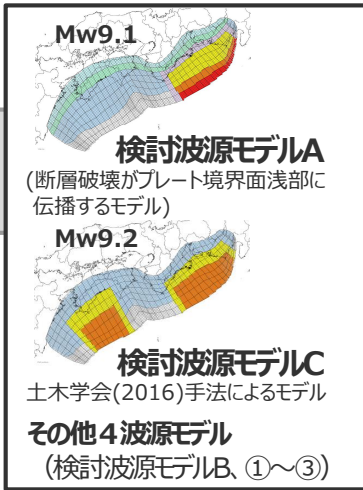 Mw9.1
検討波源モデルA
(断層破壊がプレート境界面浅部に
伝播するモデル)
Mw9.2
検討波源モデルC
土木学会(2016)手法によるモデル
その他４波源モデル
（検討波源モデルB、①～③）